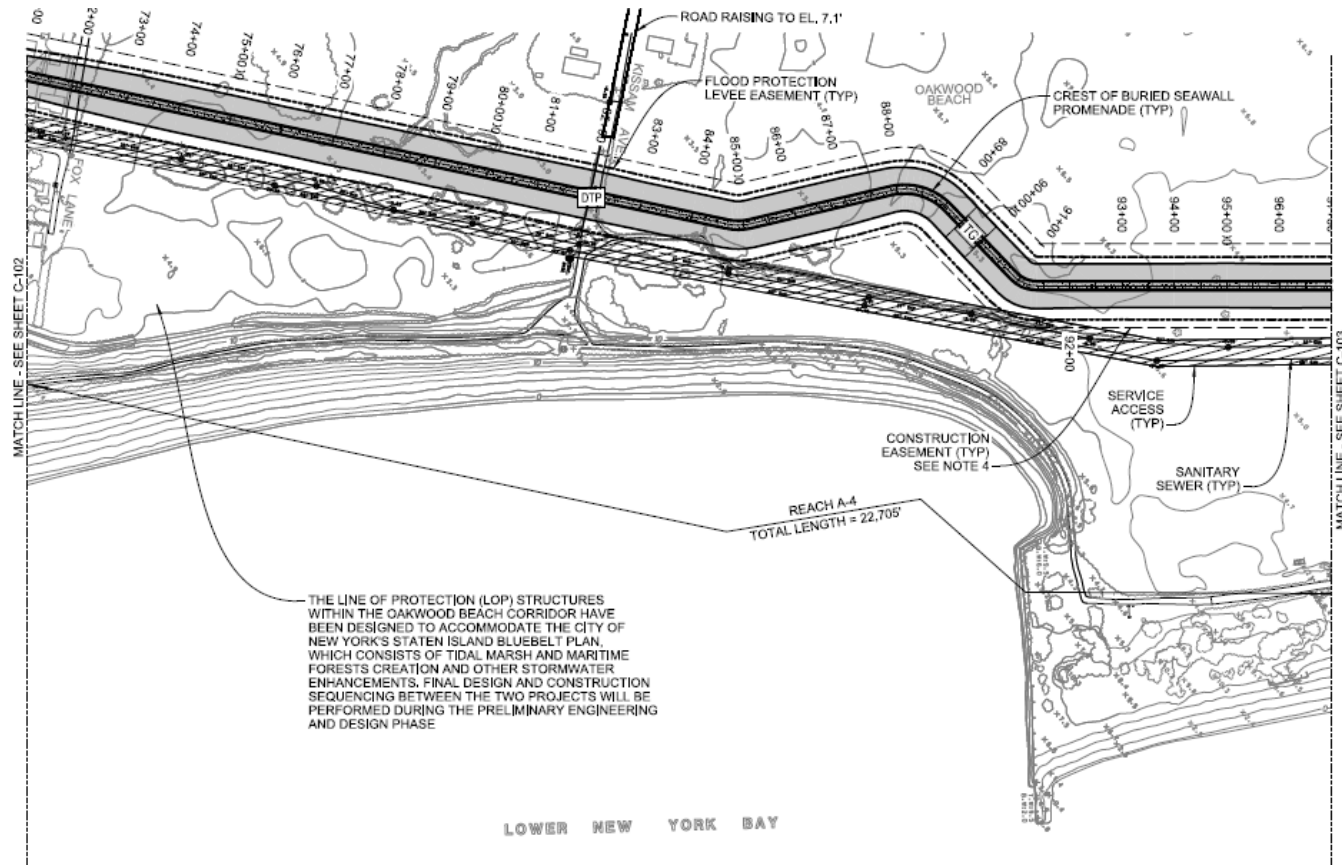 ROAD RAISING TO EL. 7.1'
FLOOD PROTECTION
LEVEE EASEMENT (TYP)
OAKWOOD
BEACH
CREST OF BURIED SEAWALL
PROMENADE (TYP)
KISSAM AVE
FOX LANE
2+00
73+00
74+00
75+00
76+00
77+00
78+00
79+00
80+00
81+00
83+00
84+00
85+00
86+00
87+00
88+00
89+00
90+00
91+00
92+00
93+00
94+00
95+00
96+00
DTP
TG
MATCH LINE - SEE SHEET C-102
MATCH LINE - SEE SHEET C-103
SERVICE
ACCESS
(TYP)
CONSTRUCTION
EASEMENT (TYP)
SEE NOTE 4
SANITARY
SEWER (TYP)
REACH A-4
TOTAL LENGTH = 22,705'
THE LINE OF PROTECTION (LOP) STRUCTURES
WITHIN THE OAKWOOD BEACH CORRIDOR HAVE
BEEN DESIGNED TO ACCOMMODATE THE CITY OF
NEW YORK'S STATEN ISLAND BLUEBELT PLAN,
WHICH CONSISTS OF TIDAL MARSH AND MARITIME
FORESTS CREATION AND OTHER STORMWATER
ENHANCEMENTS. FINAL DESIGN AND CONSTRUCTION
SEQUENCING BETWEEN THE TWO PROJECTS WILL BE
PERFORMED DURING THE PRELIMINARY ENGINEERING
AND DESIGN PHASE
LOWER NEW YORK BAY